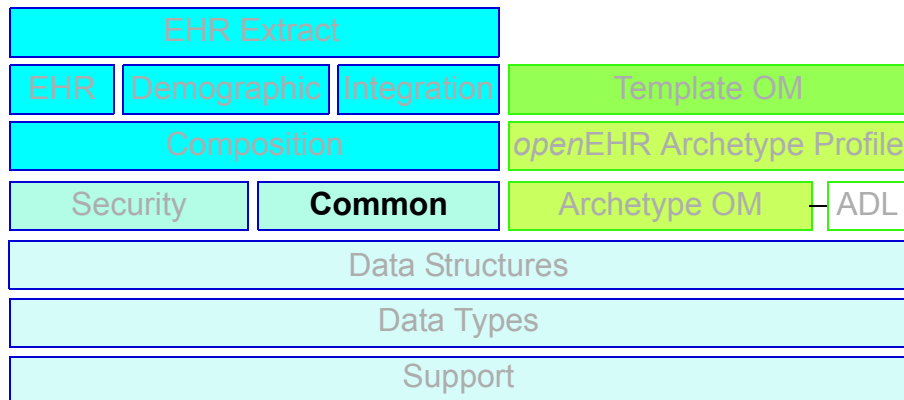 EHR Extract
EHR Demographic Integration Template OM
Composition openEHR Archetype Profile
Security Common Archetype OM ADL
Data Structures
Data Types
Support